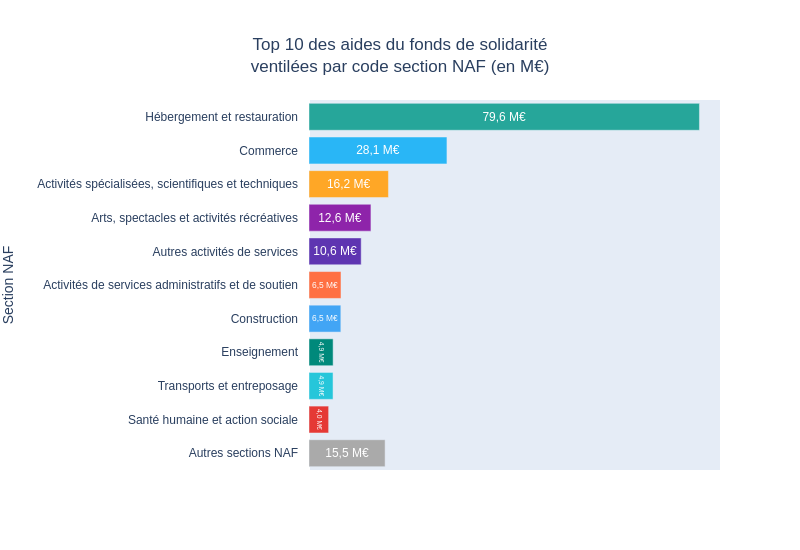 Top 10 des aides du fonds de solidarité
ventilées par code section NAF (en M€)
Section NAF
Hébergement et restauration 79,6 M€
Commerce 28,1 M€
Activités spécialisées, scientifiques et techniques 16,2 M€
Arts, spectacles et activités récréatives 12,6 M€
Autres activités de services 10,6 M€
Activités de services administratifs et de soutien 6,5 M€
Construction 6,5 M€
Enseignement 4,9 M€
Transports et entreposage 4,9 M€
Santé humaine et action sociale 4,0 M€
Autres sections NAF 15,5 M€